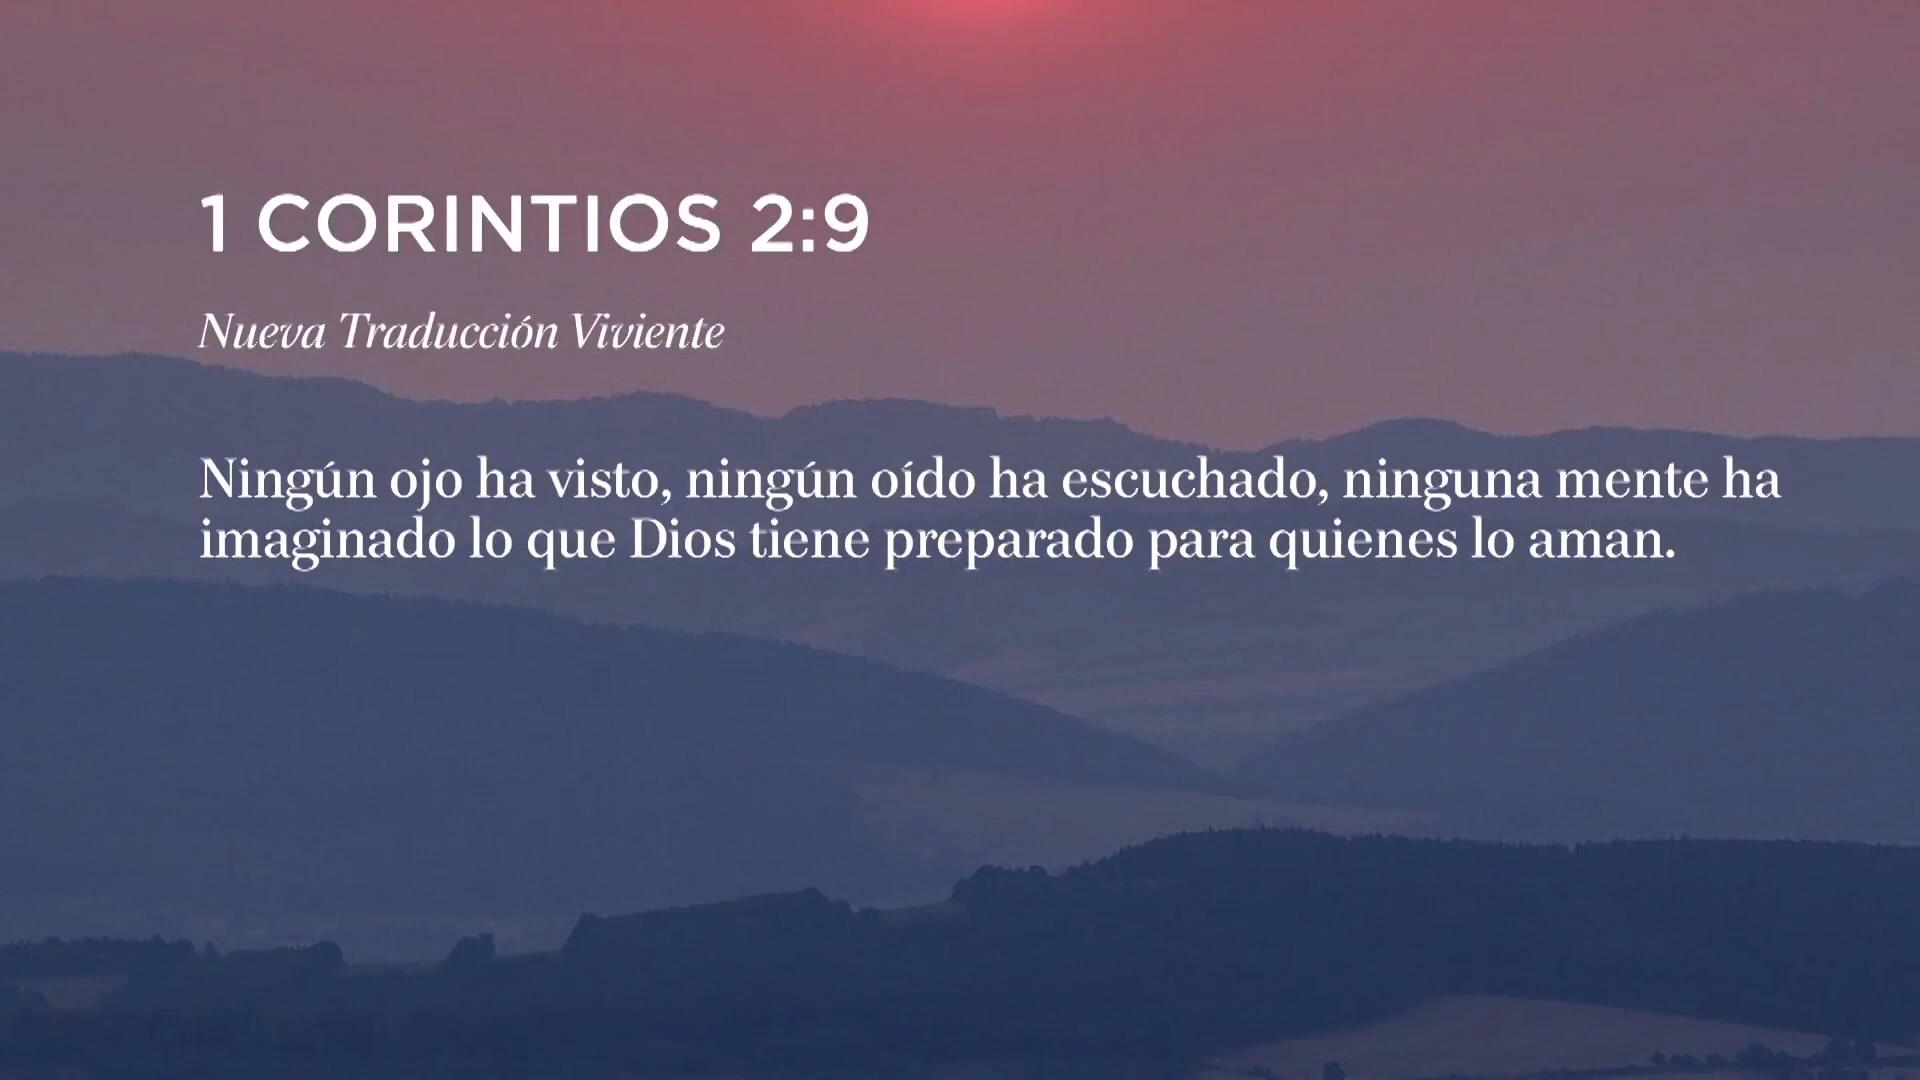 1 CORINTIOS 2:9
Nueva Traducción Viviente
Ningún ojo ha visto, ningún oído ha escuchado, ninguna mente ha
imaginado lo que Dios tiene preparado para quienes lo aman.